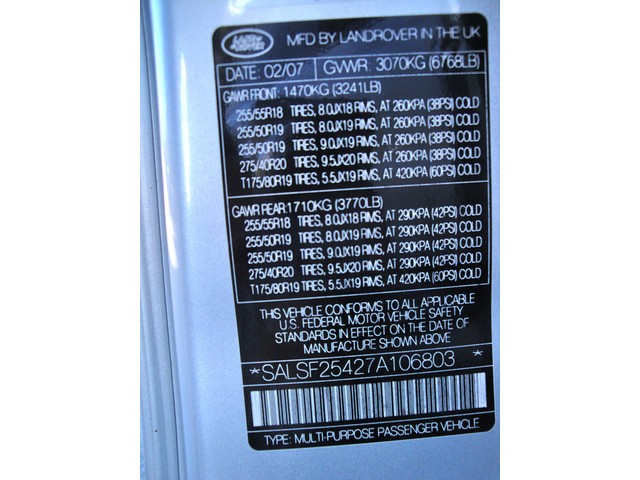 LAND ROVER
MFD BY LANDROVER IN THE UK
DATE: 02/07 GVWR: 3070KG (6768LB)
GAWR FRONT: 1470KG (3241LB)
255/55R18 TIRES, 8.0JX18 RIMS, AT 260KPA (38PSI) COLD
255/50R19 TIRES, 8.0JX19 RIMS, AT 260KPA (38PSI) COLD
255/50R19 TIRES, 9.0JX19 RIMS, AT 260KPA (38PSI) COLD
275/40R20 TIRES, 9.5JX20 RIMS, AT 260KPA (38PSI) COLD
T175/80R19 TIRES, 5.5JX19 RIMS, AT 420KPA (60PSI) COLD
GAWR REAR: 1710KG (3770LB)
255/55R18 TIRES, 8.0JX18 RIMS, AT 290KPA (42PSI) COLD
255/50R19 TIRES, 8.0JX19 RIMS, AT 290KPA (42PSI) COLD
255/50R19 TIRES, 9.0JX19 RIMS, AT 290KPA (42PSI) COLD
275/40R20 TIRES, 9.5JX20 RIMS, AT 290KPA (42PSI) COLD
T175/80R19 TIRES, 5.5JX19 RIMS, AT 420KPA (60PSI) COLD
THIS VEHICLE CONFORMS TO ALL APPLICABLE
U.S. FEDERAL MOTOR VEHICLE SAFETY
STANDARDS IN EFFECT ON THE DATE OF
MANUFACTURE SHOWN ABOVE
*SALSF25427A106803*
TYPE: MULTI-PURPOSE PASSENGER VEHICLE